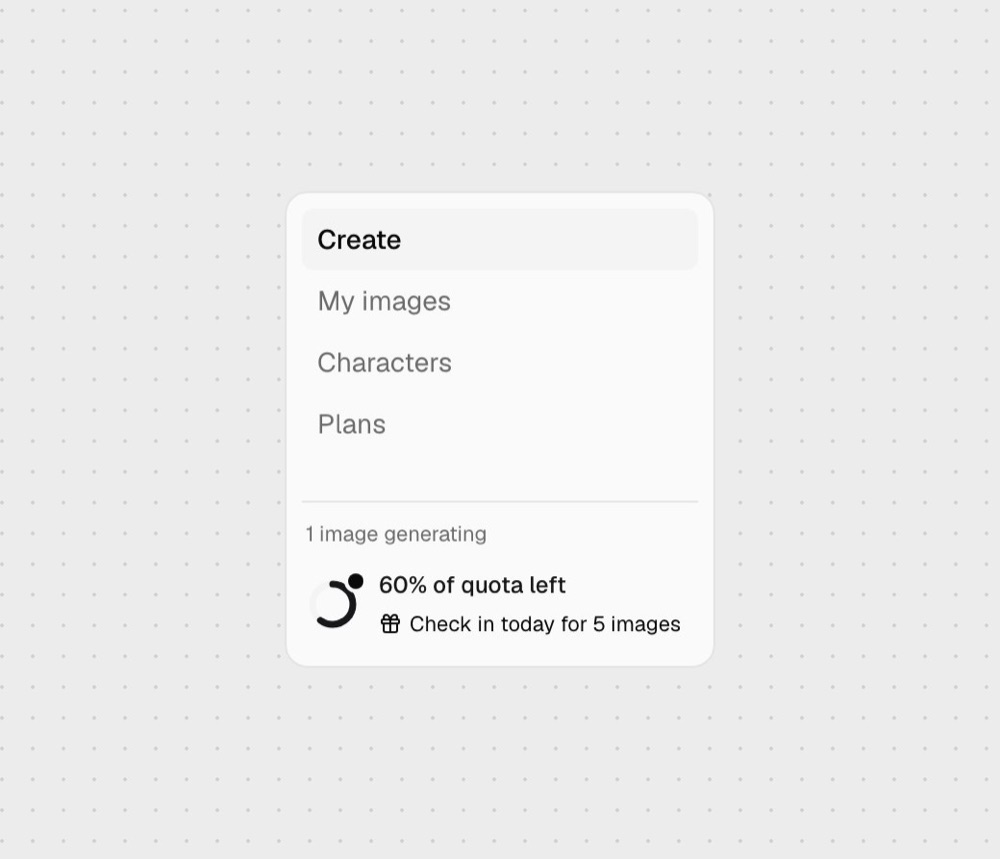 Create
My images
Characters
Plans
1 image generating
60% of quota left
Check in today for 5 images